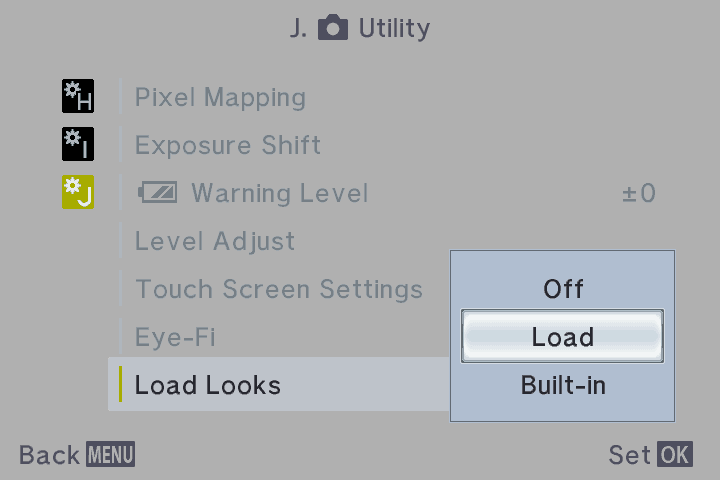 J. Utility
H
Pixel Mapping
I
Exposure Shift
J
Warning Level ±0
Level Adjust
Touch Screen Settings
Eye-Fi
Load Looks
Off
Load
Built-in
Back MENU
Set OK